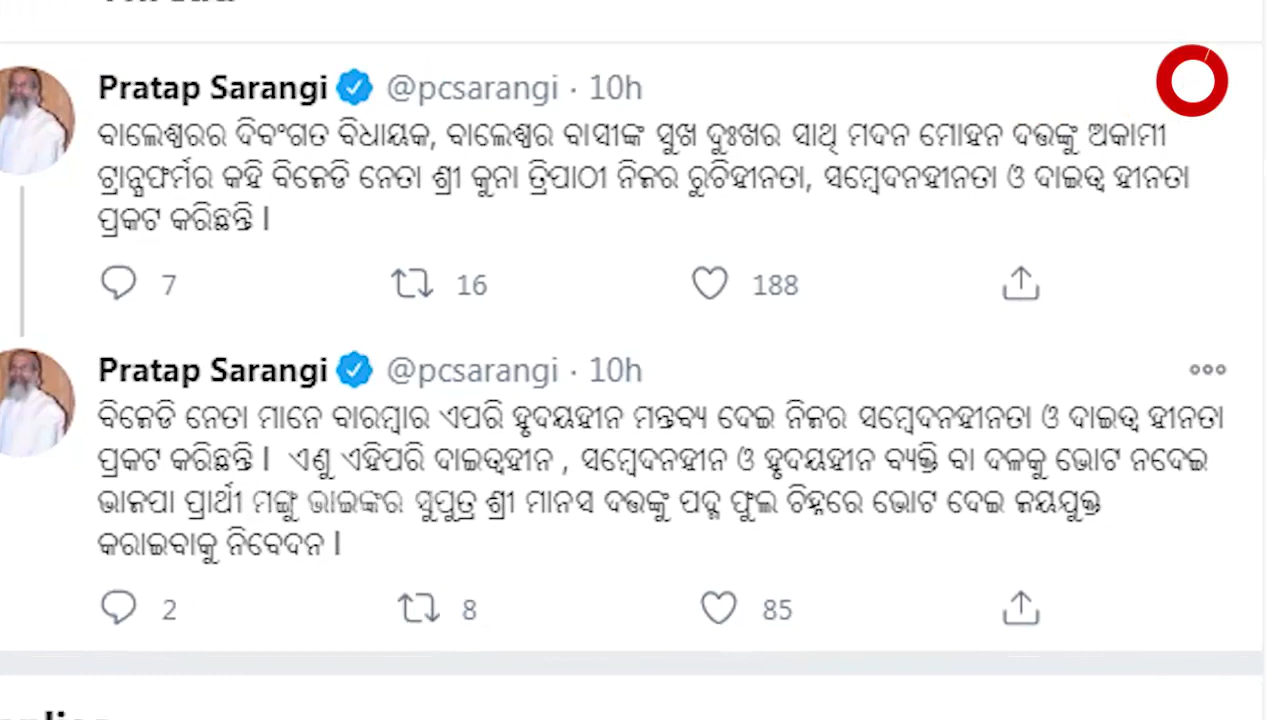 Pratap Sarangi @pcsarangi · 10h
ବାଲେଶ୍ଵରର ଦିବଂଗତ ବିଧାୟକ, ବାଲେଶ୍ଵର ବାସୀଙ୍କ ସୁଖ ଦୁଃଖର ସାଥି ମଦନ ମୋହନ ଦତ୍ତଙ୍କୁ ଅକାମୀ
ଟ୍ରାନ୍ସଫର୍ମର କହି ବିଜେଡି ନେତା ଶ୍ରୀ କୁନା ତ୍ରିପାଠୀ ନିଜର ରୁଚିହୀନତା, ସମ୍ବେଦନହୀନତା ଓ ଦାଇତ୍ଵ ହୀନତା
ପ୍ରକଟ କରିଛନ୍ତି l
7 16 188
Pratap Sarangi @pcsarangi · 10h
ବିଜେଡି ନେତା ମାନେ ବାରମ୍ବାର ଏପରି ହୃଦୟହୀନ ମନ୍ତବ୍ୟ ଦେଇ ନିଜର ସମ୍ବେଦନହୀନତା ଓ ଦାଇତ୍ଵ ହୀନତା
ପ୍ରକଟ କରିଛନ୍ତି l ଏଣୁ ଏହିପରି ଦାଇତ୍ଵହୀନ , ସମ୍ବେଦନହୀନ ଓ ହୃଦୟହୀନ ବ୍ୟକ୍ତି ବା ଦଳକୁ ଭୋଟ ନଦେଇ
ଭାଜପା ପ୍ରାର୍ଥୀ ମଙ୍ଗୁ ଭାଇଙ୍କର ସୁପୁତ୍ର ଶ୍ରୀ ମାନସ ଦତ୍ତଙ୍କୁ ପଦ୍ମ ଫୁଲ ଚିହ୍ନରେ ଭୋଟ ଦେଇ ଜୟଯୁକ୍ତ
କରାଇବାକୁ ନିବେଦନ l
2 8 85